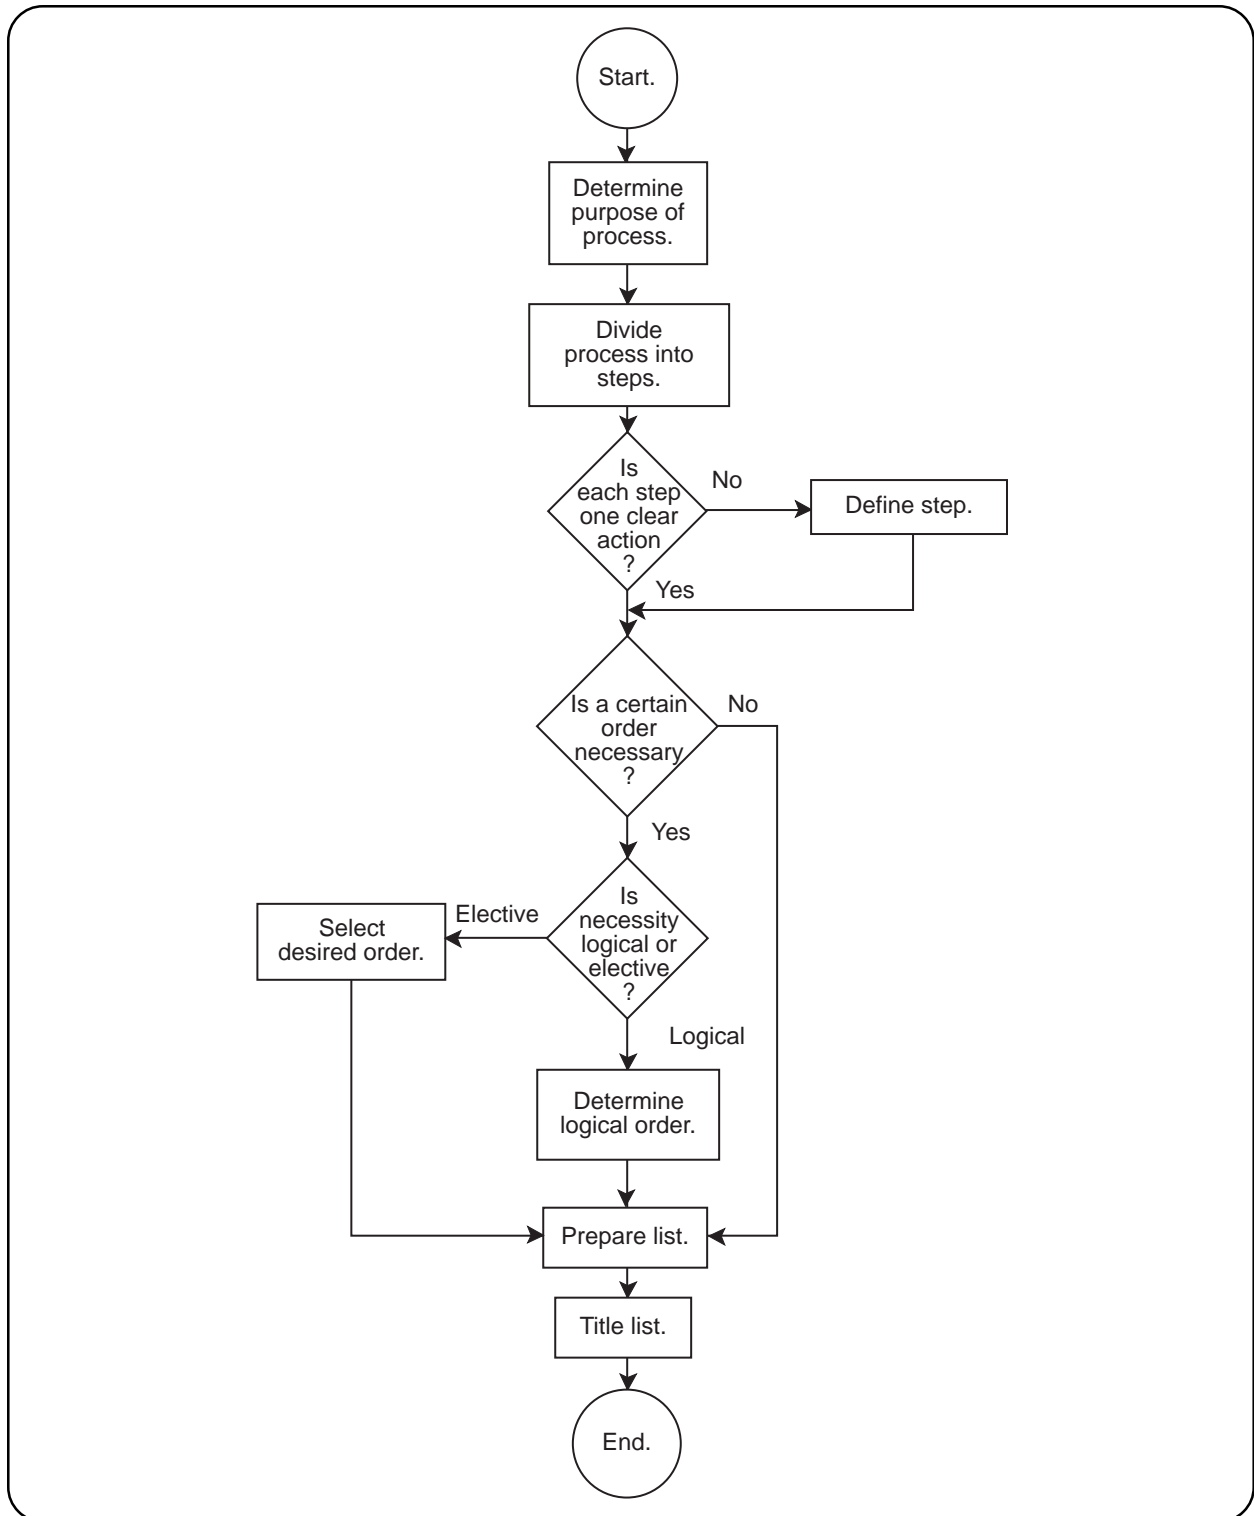 Start.
Determine
purpose of
process.
Divide
process into
steps.
Is
each step
one clear
action
?
No
Define step.
Yes
Is a certain
order
necessary
?
No
Yes
Is
necessity
logical or
elective
?
Elective
Select
desired order.
Logical
Determine
logical order.
Prepare list.
Title list.
End.